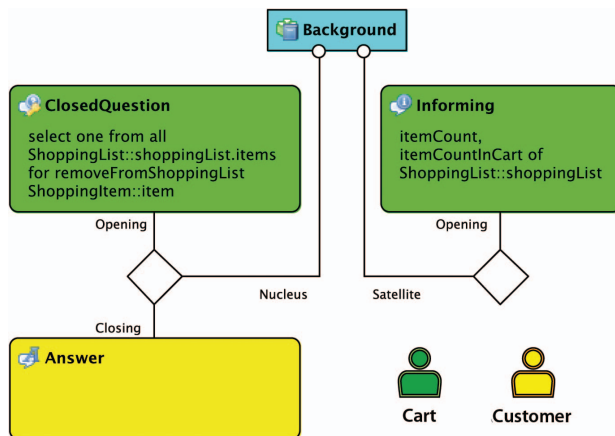 Background
ClosedQuestion
select one from all
ShoppingList::shoppingList.items
for removeFromShoppingList
ShoppingItem::item
Informing
itemCount,
itemCountInCart of
ShoppingList::shoppingList
Opening
Opening
Nucleus
Satellite
Closing
Answer
Cart
Customer